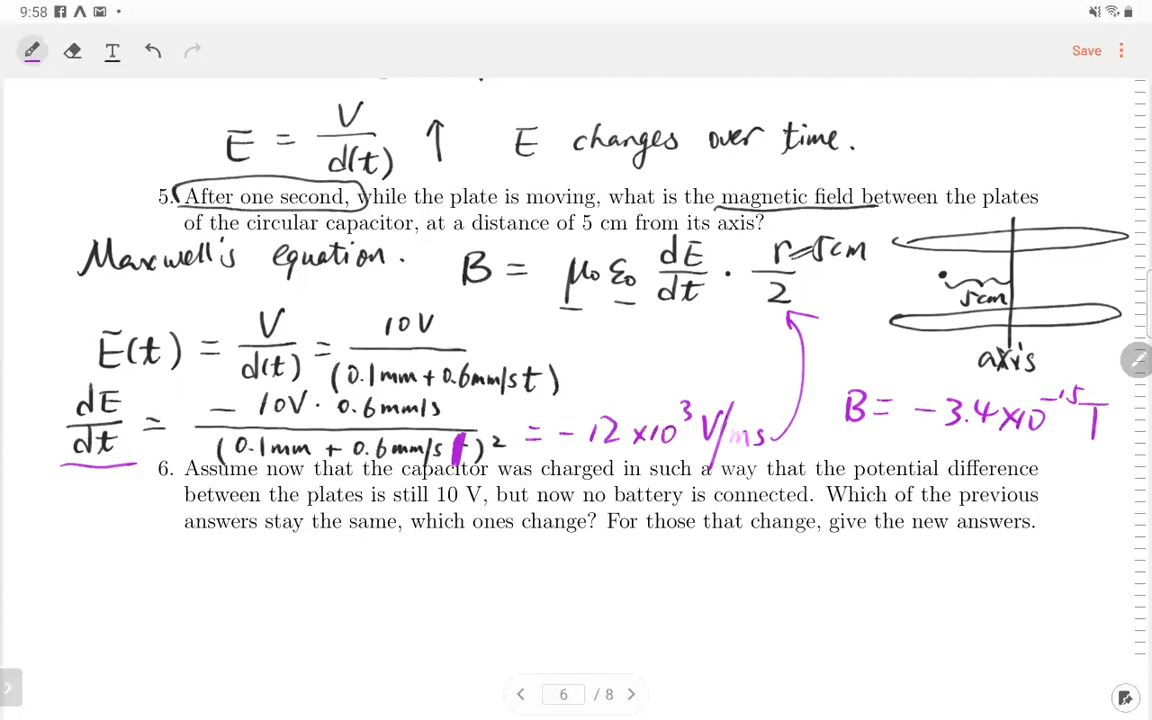 9:58
Save
E = V / d(t) ↑ E changes over time.
5. After one second, while the plate is moving, what is the magnetic field between the plates
of the circular capacitor, at a distance of 5 cm from its axis?
Maxwell's equation. B = μ₀ ε₀ dE/dt · r=5cm / 2
5cm
axis
E(t) = V / d(t) = 10V / (0.1mm + 0.6mm/s t)
dE/dt = - 10V · 0.6mm/s / (0.1mm + 0.6mm/s 1)² = -12 ×10³ V/ms
B = -3.4×10⁻¹⁵ T
6. Assume now that the capacitor was charged in such a way that the potential difference
between the plates is still 10 V, but now no battery is connected. Which of the previous
answers stay the same, which ones change? For those that change, give the new answers.
6 / 8